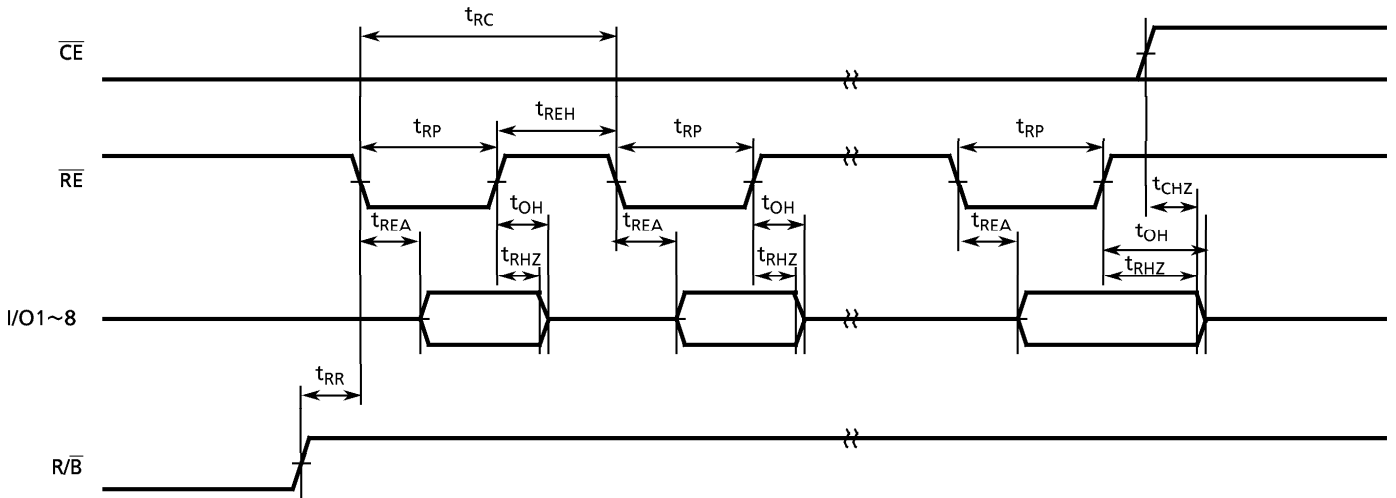 tRC
CE
tREH
tRP
tRP
tRP
RE
tCHZ
tOH
tOH
tREA
tREA
tREA
tOH
tRHZ
tRHZ
tRHZ
I/O1~8
tRR
R/B